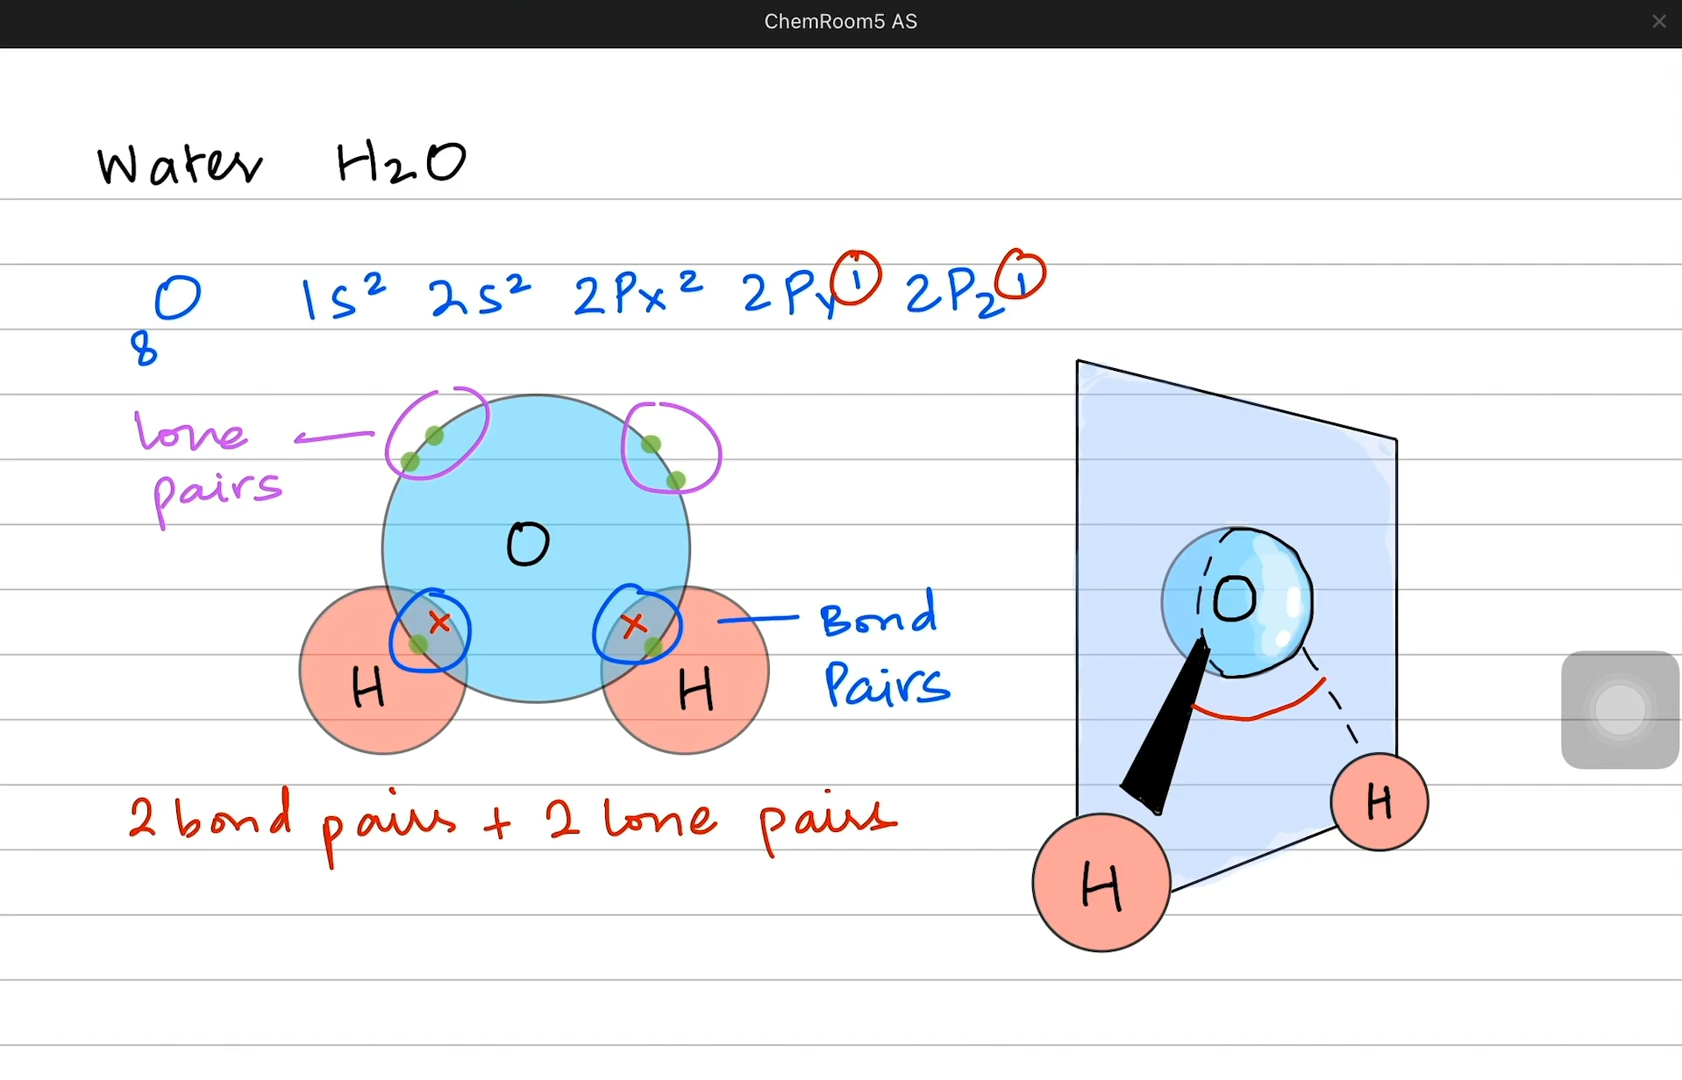 ChemRoom5 AS
Water H₂O
₈O 1s² 2s² 2Px² 2Py¹ 2Pz¹
lone
pairs
O
H
H
Bond
Pairs
2 bond pairs + 2 lone pairs
O
H
H